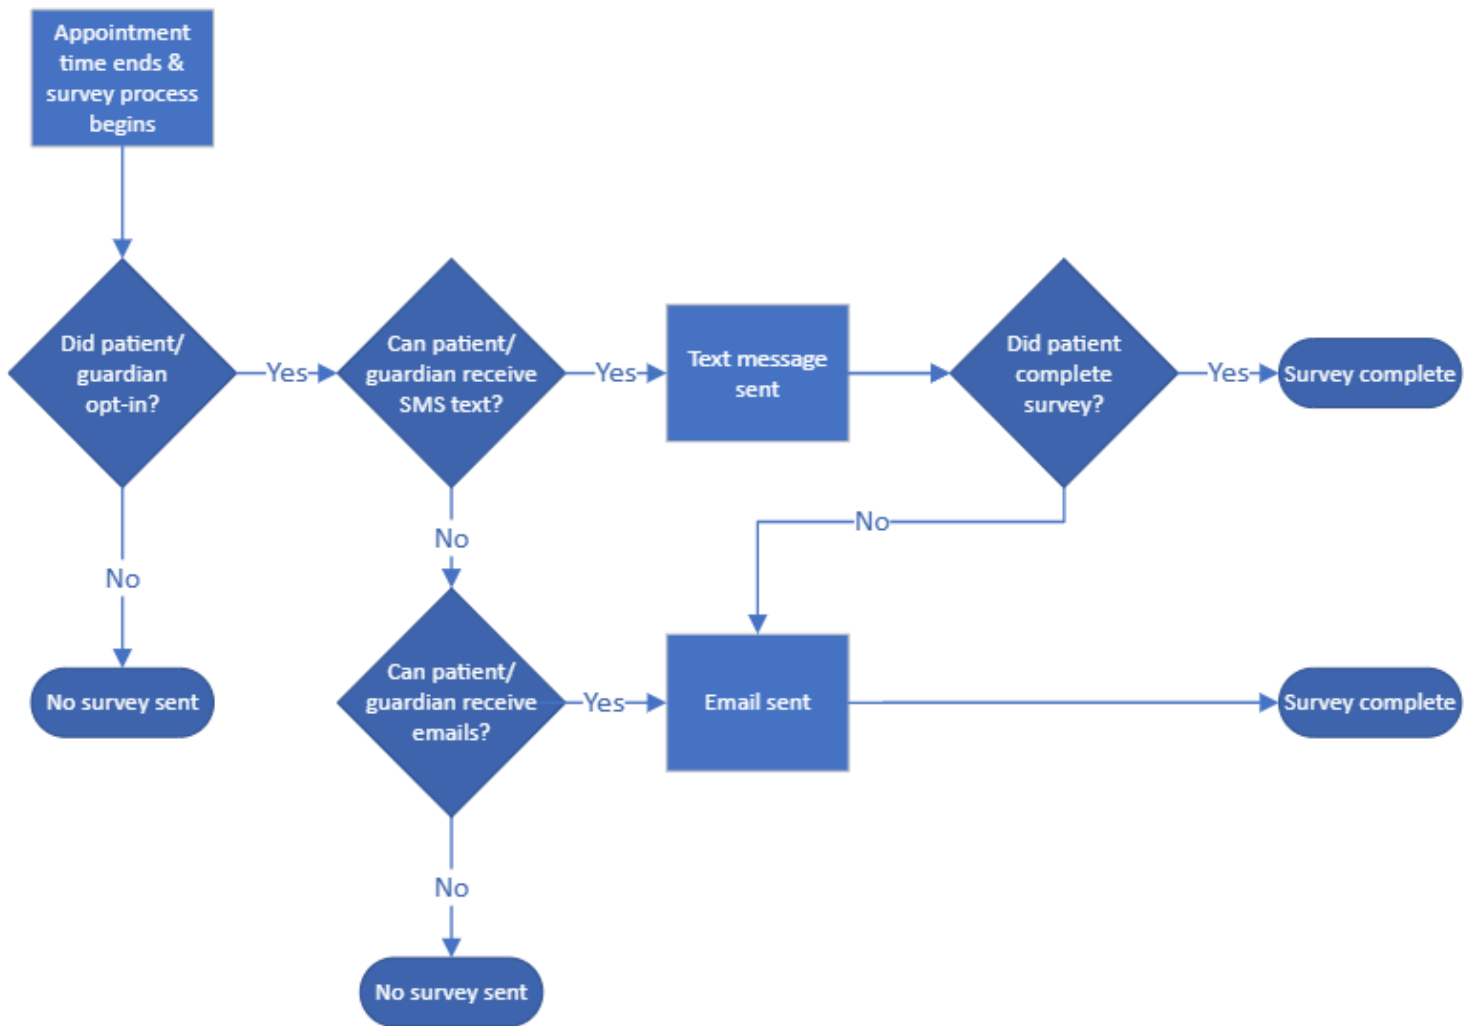 Appointment
time ends &
survey process
begins
Did patient/
guardian
opt-in?
Yes
Can patient/
guardian receive
SMS text?
Yes
Text message
sent
Did patient
complete
survey?
Yes
Survey complete
No
No
No
No survey sent
Can patient/
guardian receive
emails?
Yes
Email sent
Survey complete
No
No survey sent